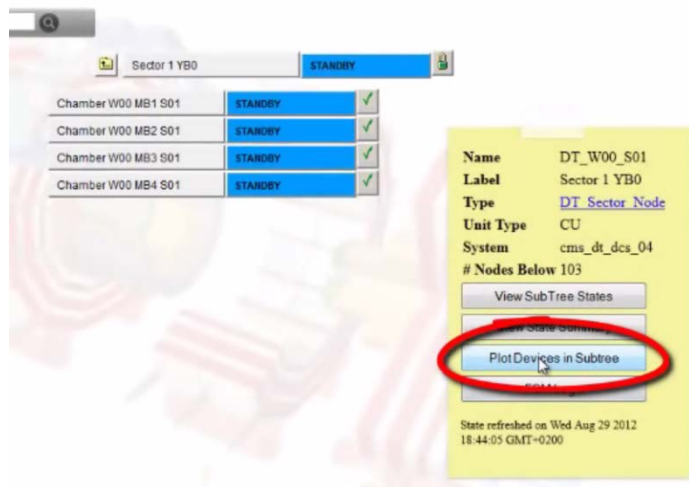 Sector 1 YB0 STANDBY
Chamber W00 MB1 S01 STANDBY
Chamber W00 MB2 S01 STANDBY
Chamber W00 MB3 S01 STANDBY
Chamber W00 MB4 S01 STANDBY
Name DT_W00_S01
Label Sector 1 YB0
Type DT_Sector_Node
Unit Type CU
System cms_dt_dcs_04
# Nodes Below 103
View SubTree States
View State Summary
Plot Devices in Subtree
State refreshed on Wed Aug 29 2012
18:44:05 GMT+0200